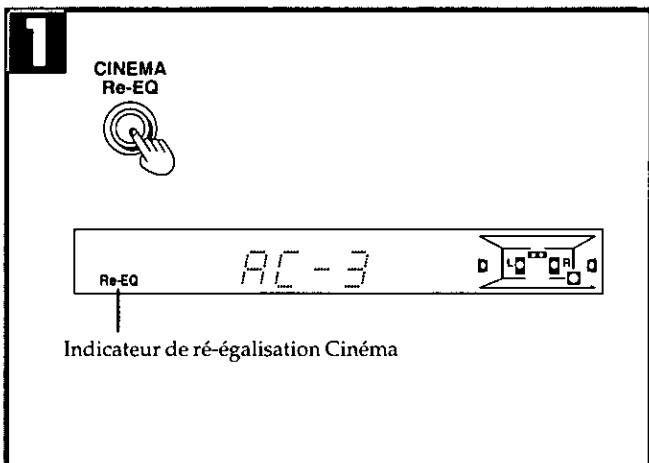 1
CINEMA
Re-EQ
Re-EQ
AC-3
L
R
Indicateur de ré-égalisation Cinéma